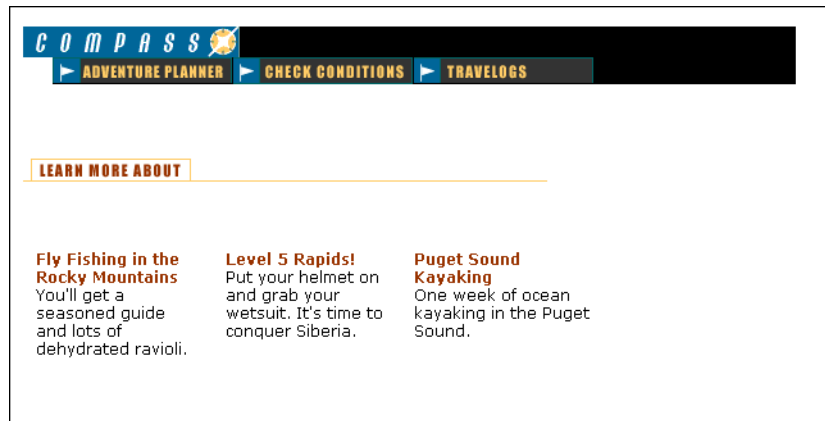 COMPASS
ADVENTURE PLANNER CHECK CONDITIONS TRAVELOGS
LEARN MORE ABOUT
Fly Fishing in the
Rocky Mountains
You'll get a
seasoned guide
and lots of
dehydrated ravioli.
Level 5 Rapids!
Put your helmet on
and grab your
wetsuit. It's time to
conquer Siberia.
Puget Sound
Kayaking
One week of ocean
kayaking in the Puget
Sound.